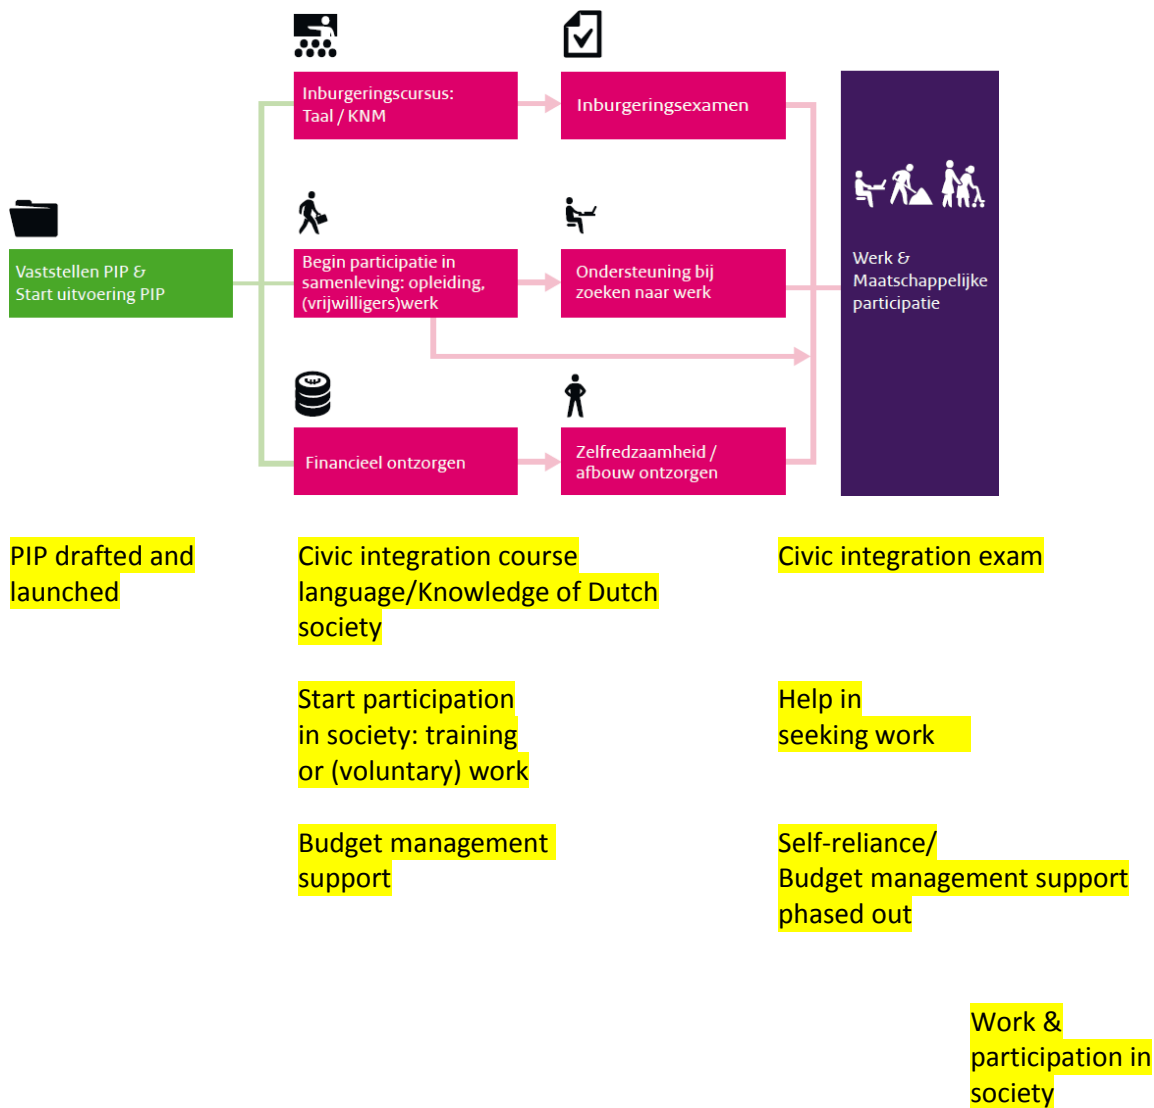 Inburgeringscursus:
Taal / KNM
Inburgeringsexamen
Vaststellen PIP &
Start uitvoering PIP
Begin participatie in
samenleving: opleiding,
(vrijwilligers)werk
Ondersteuning bij
zoeken naar werk
Werk &
Maatschappelijke
participatie
Financieel ontzorgen
Zelfredzaamheid /
afbouw ontzorgen
PIP drafted and
launched
Civic integration course
language/Knowledge of Dutch
society
Civic integration exam
Start participation
in society: training
or (voluntary) work
Help in
seeking work
Budget management
support
Self-reliance/
Budget management support
phased out
Work &
participation in
society